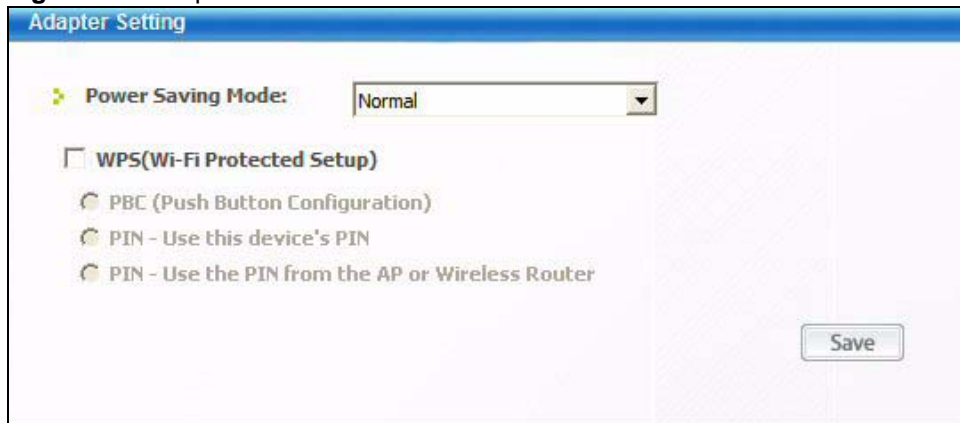 Adapter Setting
Power Saving Mode: Normal
WPS(Wi-Fi Protected Setup)
PBC (Push Button Configuration)
PIN - Use this device's PIN
PIN - Use the PIN from the AP or Wireless Router
Save